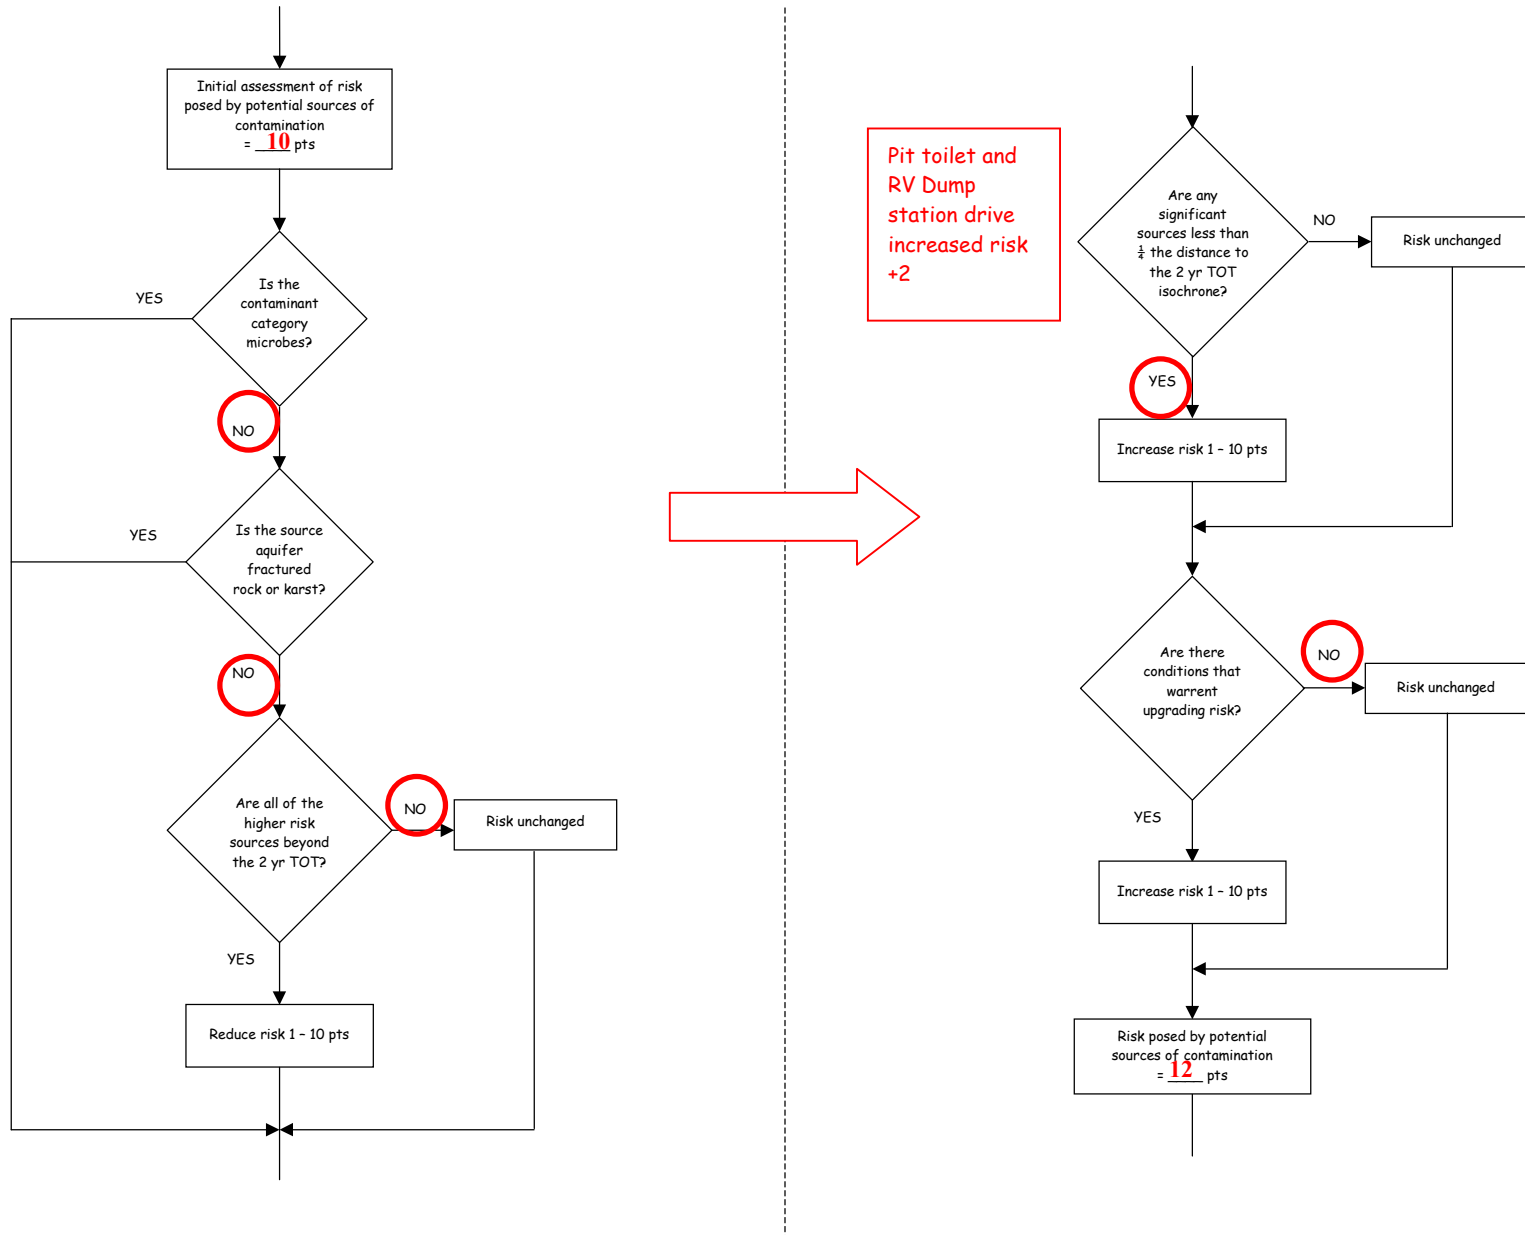 Initial assessment of risk
posed by potential sources of
contamination
= 10 pts
Is the
contaminant
category
microbes?
YES
NO
Is the source
aquifer
fractured
rock or karst?
YES
NO
Are all of the
higher risk
sources beyond
the 2 yr TOT?
NO
Risk unchanged
YES
Reduce risk 1 – 10 pts
Pit toilet and
RV Dump
station drive
increased risk
+2
Are any
significant
sources less than
¼ the distance to
the 2 yr TOT
isochrone?
NO
Risk unchanged
YES
Increase risk 1 – 10 pts
Are there
conditions that
warrent
upgrading risk?
NO
Risk unchanged
YES
Increase risk 1 – 10 pts
Risk posed by potential
sources of contamination
= 12 pts